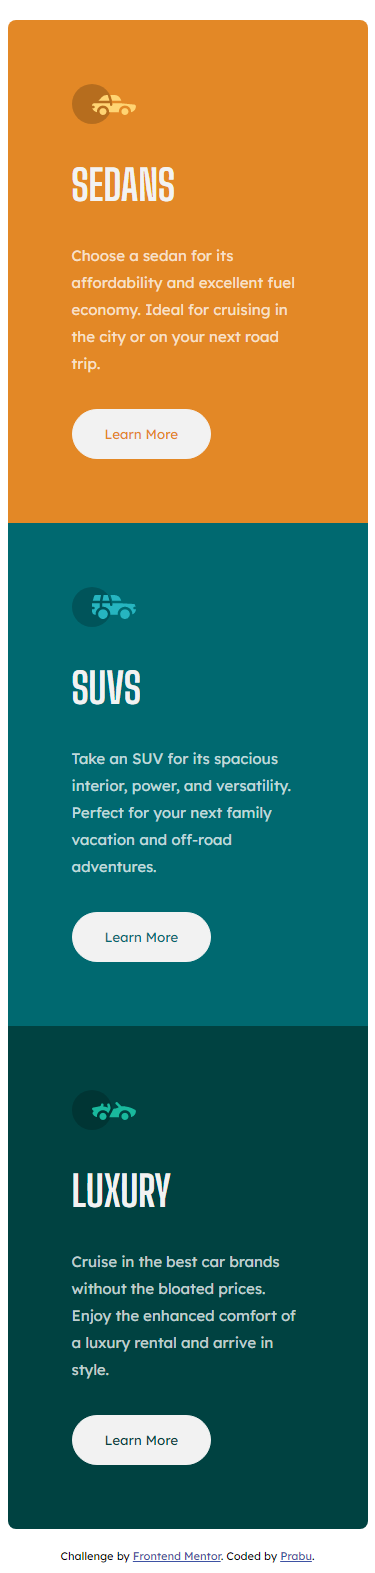 SEDANS
Choose a sedan for its
affordability and excellent fuel
economy. Ideal for cruising in
the city or on your next road
trip.
Learn More
SUVS
Take an SUV for its spacious
interior, power, and versatility.
Perfect for your next family
vacation and off-road
adventures.
Learn More
LUXURY
Cruise in the best car brands
without the bloated prices.
Enjoy the enhanced comfort of
a luxury rental and arrive in
style.
Learn More
Challenge by Frontend Mentor. Coded by Prabu.